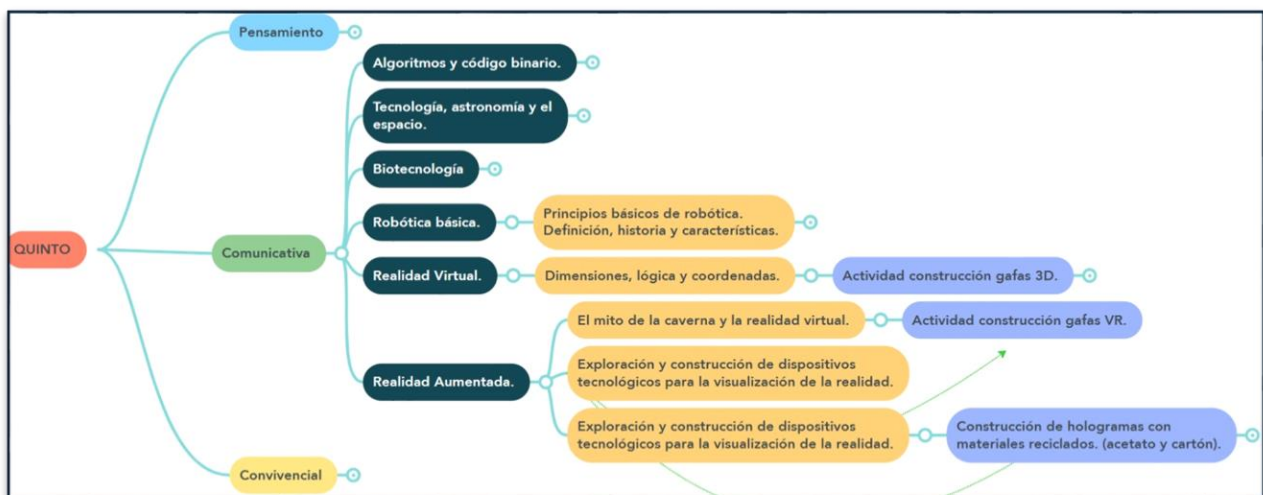 QUINTO
Pensamiento
Comunicativa
Algoritmos y código binario.
Tecnología, astronomía y el
espacio.
Biotecnología
Robótica básica.
Principios básicos de robótica.
Definición, historia y características.
Realidad Virtual.
Dimensiones, lógica y coordenadas.
Actividad construcción gafas 3D.
Realidad Aumentada.
El mito de la caverna y la realidad virtual.
Actividad construcción gafas VR.
Exploración y construcción de dispositivos
tecnológicos para la visualización de la realidad.
Exploración y construcción de dispositivos
tecnológicos para la visualización de la realidad.
Construcción de hologramas con
materiales reciclados. (acetato y cartón).
Convivencial